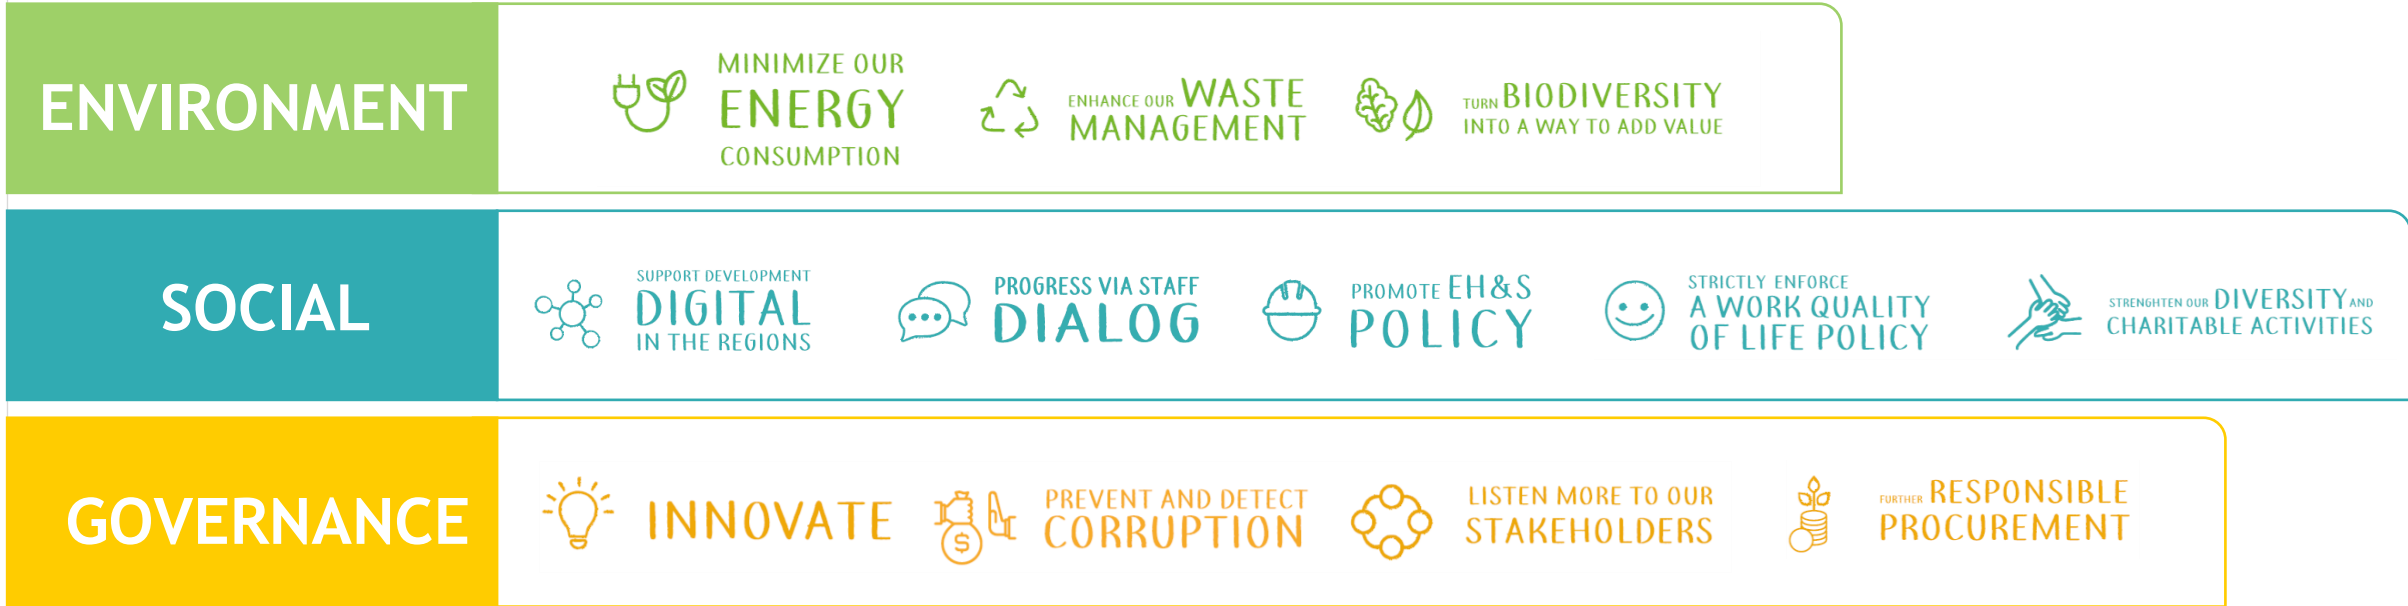 ENVIRONMENT
MINIMIZE OUR
ENERGY
CONSUMPTION
ENHANCE OUR WASTE
MANAGEMENT
TURN BIODIVERSITY
INTO A WAY TO ADD VALUE
SOCIAL
SUPPORT DEVELOPMENT
DIGITAL
IN THE REGIONS
PROGRESS VIA STAFF
DIALOG
PROMOTE EH&S
POLICY
STRICTLY ENFORCE
A WORK QUALITY
OF LIFE POLICY
STRENGHTEN OUR DIVERSITY AND
CHARITABLE ACTIVITIES
GOVERNANCE
INNOVATE
$
PREVENT AND DETECT
CORRUPTION
LISTEN MORE TO OUR
STAKEHOLDERS
FURTHER RESPONSIBLE
PROCUREMENT